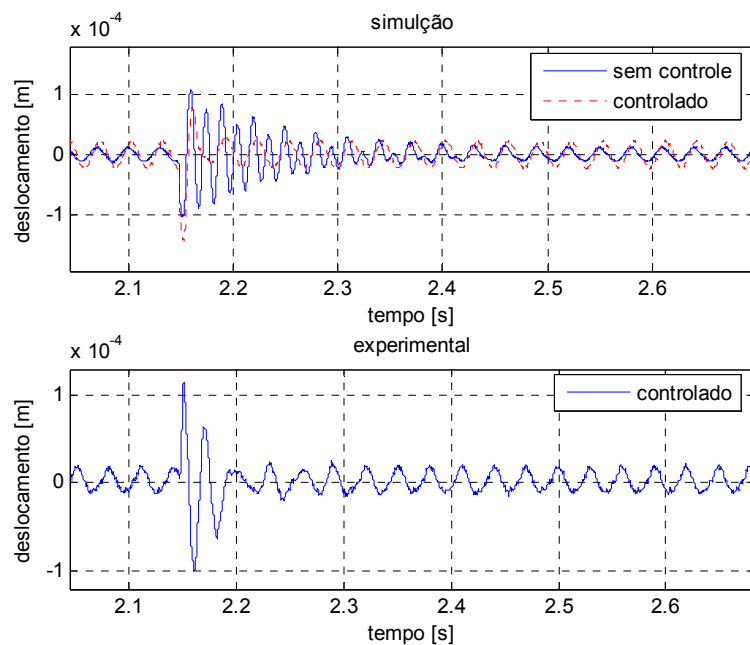 x 10-4
simulção
sem controle
controlado
1
0
-1
deslocamento [m]
2.1
2.2
2.3
2.4
2.5
2.6
tempo [s]
x 10-4
experimental
controlado
1
0
-1
deslocamento [m]
2.1
2.2
2.3
2.4
2.5
2.6
tempo [s]